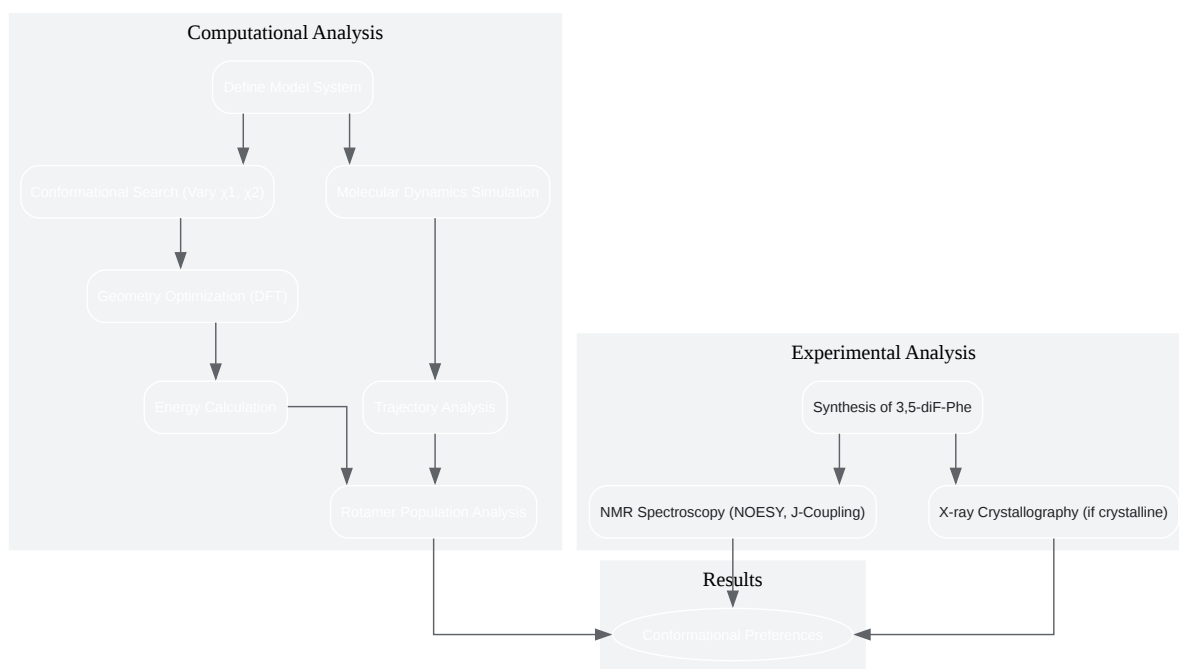 Computational Analysis
Define Model System
Conformational Search (Vary χ1, χ2)
Molecular Dynamics Simulation
Geometry Optimization (DFT)
Energy Calculation
Trajectory Analysis
Rotamer Population Analysis
Experimental Analysis
Synthesis of 3,5-diF-Phe
NMR Spectroscopy (NOESY, J-Coupling)
X-ray Crystallography (if crystalline)
Results
Conformational Preferences